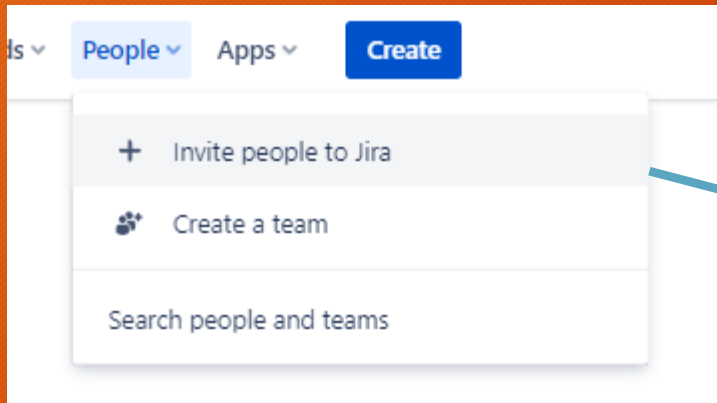 ds People Apps Create
Invite people to Jira
Create a team
Search people and teams